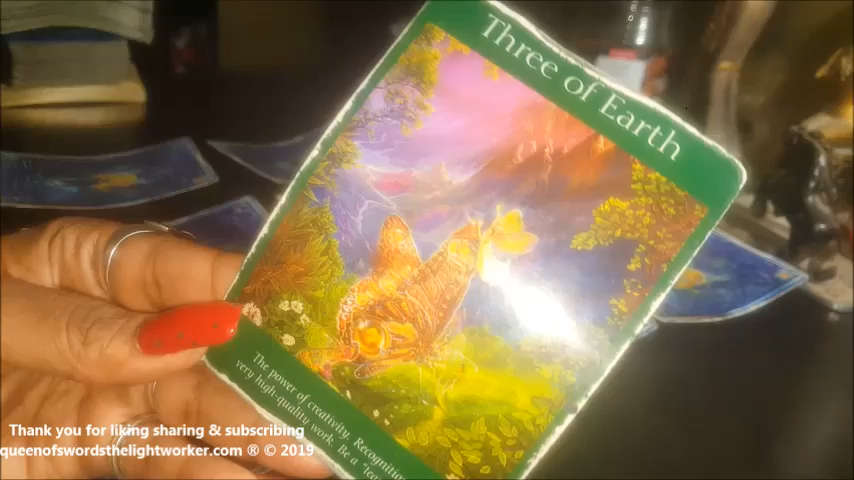 Three of Earth
The power of creativity. Recognition
very high-quality work. Be a "tea
Thank you for liking sharing & subscribing
queenofswordsthelightworker.com ® © 2019